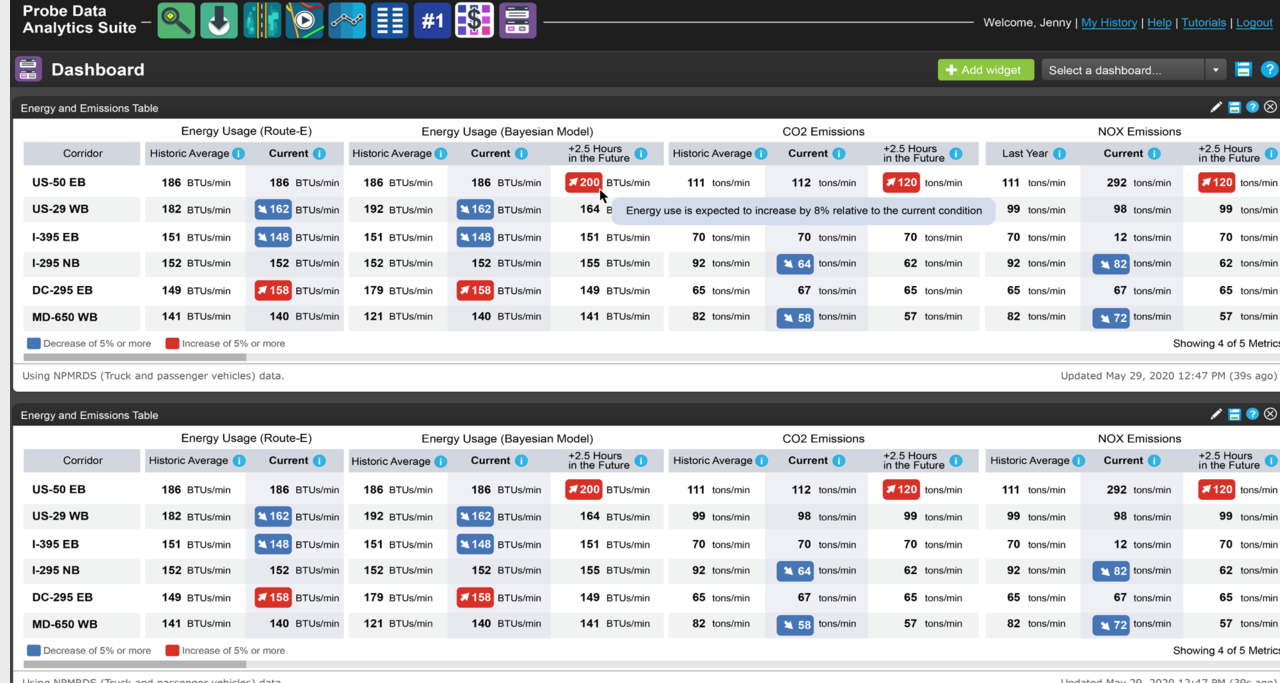 Probe Data
Analytics Suite
#1
$
Welcome, Jenny | My History | Help | Tutorials | Logout
Dashboard
+ Add widget
Select a dashboard...
?
Energy and Emissions Table
?
Energy Usage (Route-E) Energy Usage (Bayesian Model) CO2 Emissions NOX Emissions
Corridor Historic Average i Current i Historic Average i Current i +2.5 Hours in the Future i Historic Average i Current i +2.5 Hours in the Future i Last Year i Current i +2.5 Hours in the Future i
US-50 EB 186 BTUs/min 186 BTUs/min 186 BTUs/min 186 BTUs/min 200 BTUs/min 111 tons/min 112 tons/min 120 tons/min 111 tons/min 292 tons/min 120 tons/min
US-29 WB 182 BTUs/min 162 BTUs/min 192 BTUs/min 162 BTUs/min 164 B Energy use is expected to increase by 8% relative to the current condition 99 tons/min 98 tons/min 99 tons/min
I-395 EB 151 BTUs/min 148 BTUs/min 151 BTUs/min 148 BTUs/min 151 BTUs/min 70 tons/min 70 tons/min 70 tons/min 70 tons/min 12 tons/min 70 tons/min
I-295 NB 152 BTUs/min 152 BTUs/min 152 BTUs/min 152 BTUs/min 155 BTUs/min 92 tons/min 64 tons/min 62 tons/min 92 tons/min 82 tons/min 62 tons/min
DC-295 EB 149 BTUs/min 158 BTUs/min 179 BTUs/min 158 BTUs/min 149 BTUs/min 65 tons/min 67 tons/min 65 tons/min 65 tons/min 67 tons/min 65 tons/min
MD-650 WB 141 BTUs/min 140 BTUs/min 121 BTUs/min 140 BTUs/min 141 BTUs/min 82 tons/min 58 tons/min 57 tons/min 82 tons/min 72 tons/min 57 tons/min
Decrease of 5% or more Increase of 5% or more Showing 4 of 5 Metrics
Using NPMRDS (Truck and passenger vehicles) data. Updated May 29, 2020 12:47 PM (39s ago)
Energy and Emissions Table
?
Energy Usage (Route-E) Energy Usage (Bayesian Model) CO2 Emissions NOX Emissions
Corridor Historic Average i Current i Historic Average i Current i +2.5 Hours in the Future i Historic Average i Current i +2.5 Hours in the Future i Historic Average i Current i +2.5 Hours in the Future i
US-50 EB 186 BTUs/min 186 BTUs/min 186 BTUs/min 186 BTUs/min 200 BTUs/min 111 tons/min 112 tons/min 120 tons/min 111 tons/min 292 tons/min 120 tons/min
US-29 WB 182 BTUs/min 162 BTUs/min 192 BTUs/min 162 BTUs/min 164 BTUs/min 99 tons/min 98 tons/min 99 tons/min 99 tons/min 98 tons/min 99 tons/min
I-395 EB 151 BTUs/min 148 BTUs/min 151 BTUs/min 148 BTUs/min 151 BTUs/min 70 tons/min 70 tons/min 70 tons/min 70 tons/min 12 tons/min 70 tons/min
I-295 NB 152 BTUs/min 152 BTUs/min 152 BTUs/min 152 BTUs/min 155 BTUs/min 92 tons/min 64 tons/min 62 tons/min 92 tons/min 82 tons/min 62 tons/min
DC-295 EB 149 BTUs/min 158 BTUs/min 179 BTUs/min 158 BTUs/min 149 BTUs/min 65 tons/min 67 tons/min 65 tons/min 65 tons/min 67 tons/min 65 tons/min
MD-650 WB 141 BTUs/min 140 BTUs/min 121 BTUs/min 140 BTUs/min 141 BTUs/min 82 tons/min 58 tons/min 57 tons/min 82 tons/min 72 tons/min 57 tons/min
Decrease of 5% or more Increase of 5% or more Showing 4 of 5 Metrics
Using NPMRDS (Truck and passenger vehicles) data. Updated May 29, 2020 12:47 PM (39s ago)